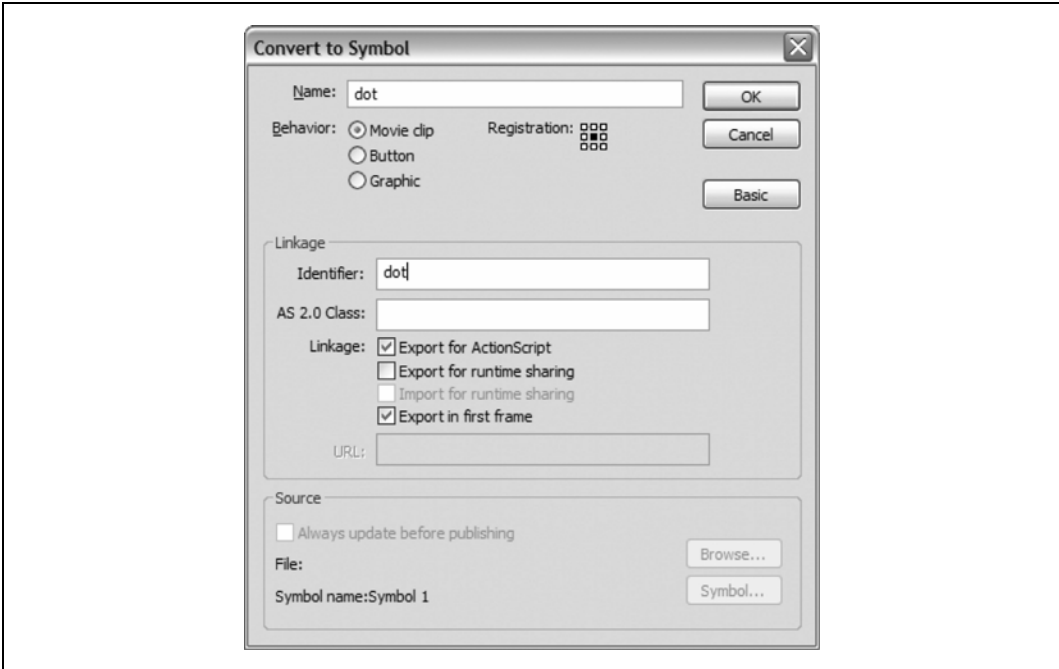 Convert to Symbol
Name: dot
OK
Behavior: Movie clip Registration:
Cancel
Button
Graphic
Basic
Linkage
Identifier: dot
AS 2.0 Class:
Linkage: Export for ActionScript
Export for runtime sharing
Import for runtime sharing
Export in first frame
URL:
Source
Always update before publishing
Browse...
File:
Symbol name:Symbol 1
Symbol...